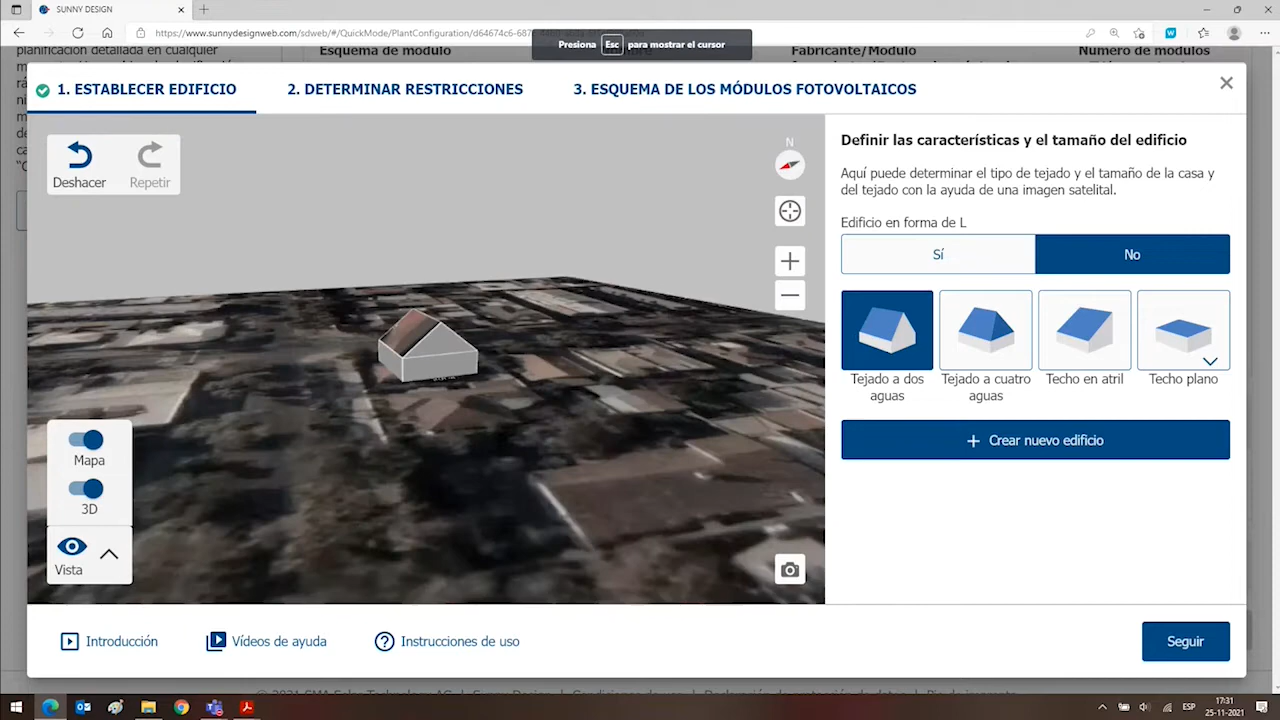 SUNNY DESIGN
https://www.sunnydesignweb.com/sdweb/#/QuickMode/PlantConfiguration/d64674c6-687
Presiona Esc para mostrar el cursor
planificación detallada en cualquier
Esquema de módulo
Fabricante/Módulo
Número de módulos
1. ESTABLECER EDIFICIO
2. DETERMINAR RESTRICCIONES
3. ESQUEMA DE LOS MÓDULOS FOTOVOLTAICOS
Deshacer
Repetir
N
Definir las características y el tamaño del edificio
Aquí puede determinar el tipo de tejado y el tamaño de la casa y
del tejado con la ayuda de una imagen satelital.
Edificio en forma de L
Sí
No
Tejado a dos
aguas
Tejado a cuatro
aguas
Techo en atril
Techo plano
+ Crear nuevo edificio
Mapa
3D
Vista
Introducción
Vídeos de ayuda
Instrucciones de uso
Seguir
ESP
17:31
25-11-2021